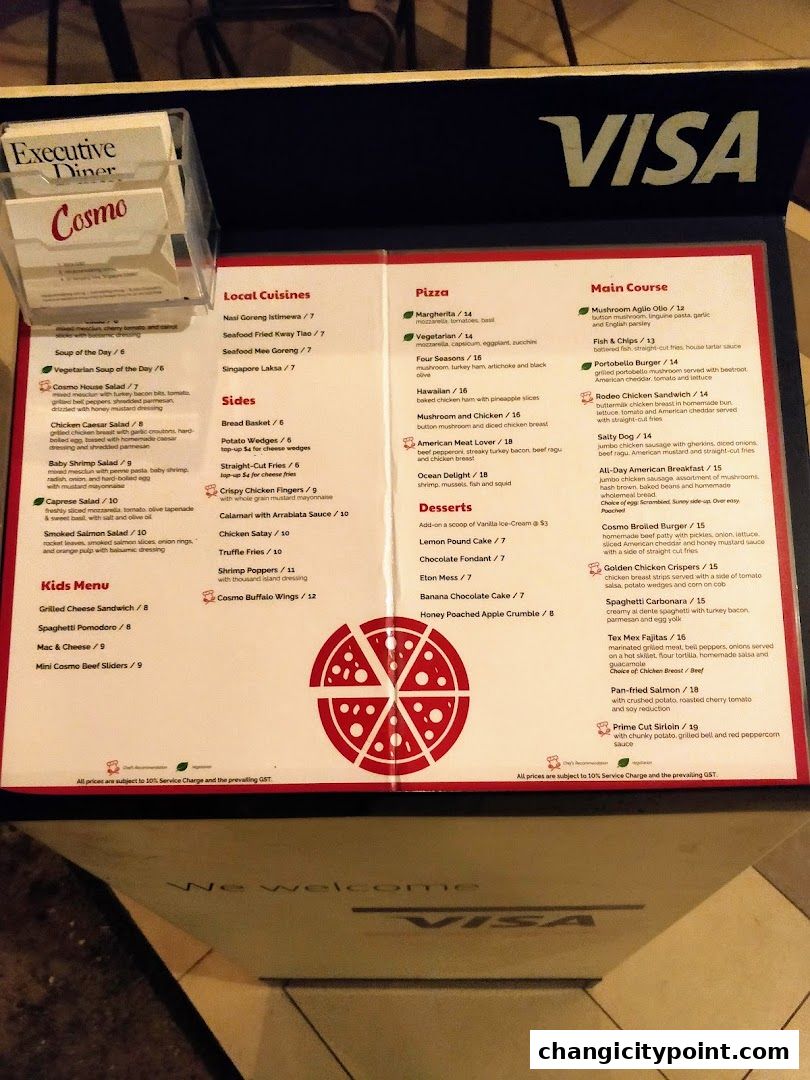 VISA
Executive
Diner
Cosmo
mixed mesclun, cherry tomato and carrot
sticks with balsamic dressing
Soup of the Day / 6
Vegetarian Soup of the Day /6
Cosmo House Salad / 7
mixed mesclun with turkey bacon bits, tomato,
grilled bell peppers, shredded parmesan,
drizzled with honey mustard dressing
Chicken Caesar Salad / 8
grilled chicken breast with garlic croutons, hard-
boiled egg, tossed with homemade caesar
dressing and shredded parmesan
Baby Shrimp Salad / 9
mixed mesclun with penne pasta, baby shrimp,
radish, onion, and hard-boiled egg
with mustard mayonnaise
Caprese Salad / 10
freshly sliced mozzarella, tomato, olive tapenade
& sweet basil, with salt and olive oil
Smoked Salmon Salad / 10
rocket leaves, smoked salmon slices, onion rings,
and orange pulp with balsamic dressing
Kids Menu
Grilled Cheese Sandwich / 8
Spaghetti Pomodoro / 8
Mac & Cheese / 9
Mini Cosmo Beef Sliders / 9
Local Cuisines
Nasi Goreng Istimewa / 7
Seafood Fried Kway Tiao / 7
Seafood Mee Goreng / 7
Singapore Laksa / 7
Sides
Bread Basket / 6
Potato Wedges / 6
top-up $4 for cheese wedges
Straight-Cut Fries / 6
top-up $4 for cheese fries
Crispy Chicken Fingers / 9
with whole grain mustard mayonnaise
Calamari with Arrabiata Sauce / 10
Chicken Satay / 10
Truffle Fries / 10
Shrimp Poppers / 11
with thousand island dressing
Cosmo Buffalo Wings / 12
Chef's Recommendation vegetarian
All prices are subject to 10% Service Charge and the prevailing GST.
Pizza
Margherita / 14
mozzarella, tomatoes, basil
Vegetarian / 14
mozzarella, capsicum, eggplant, zucchini
Four Seasons / 16
mushroom, turkey ham, artichoke and black
olive
Hawaiian / 16
baked chicken ham with pineapple slices
Mushroom and Chicken / 16
button mushroom and diced chicken breast
American Meat Lover / 18
beef pepperoni, streaky turkey bacon, beef ragu
and chicken breast
Ocean Delight / 18
shrimp, mussels, fish and squid
Desserts
Add-on a scoop of Vanilla Ice-Cream @ $3
Lemon Pound Cake / 7
Chocolate Fondant / 7
Eton Mess / 7
Banana Chocolate Cake / 7
Honey Poached Apple Crumble / 8
Main Course
Mushroom Aglio Olio / 12
button mushroom, linguine pasta, garlic
and English parsley
Fish & Chips / 13
battered fish, straight-cut fries, house tartar sauce
Portobello Burger / 14
grilled portobello mushroom served with beetroot,
American cheddar, tomato and lettuce
Rodeo Chicken Sandwich / 14
buttermilk chicken breast in homemade bun,
lettuce, tomato and American cheddar served
with straight-cut fries
Salty Dog / 14
jumbo chicken sausage with gherkins, diced onions,
beef ragu, American mustard and straight-cut fries
All-Day American Breakfast / 15
jumbo chicken sausage, assortment of mushrooms,
hash brown, baked beans and homemade
wholemeal bread.
Choice of egg: Scrambled, Sunny side-up, Over easy,
Poached
Cosmo Broiled Burger / 15
homemade beef patty with pickles, onion, lettuce,
sliced American cheddar and honey mustard sauce
with a side of straight cut fries
Golden Chicken Crispers / 15
chicken breast strips served with a side of tomato
salsa, potato wedges and corn on cob
Spaghetti Carbonara / 15
creamy al dente spaghetti with turkey bacon,
parmesan and egg yolk
Tex Mex Fajitas / 16
marinated grilled meat, bell peppers, onions served
on a hot skillet, flour tortilla, homemade salsa and
guacamole
Choice of: Chicken Breast / Beef
Pan-fried Salmon / 18
with crushed potato, roasted cherry tomato
and soy reduction
Prime Cut Sirloin / 19
with chunky potato, grilled bell and red peppercorn
sauce
Chef's Recommendation vegetarian
All prices are subject to 10% Service Charge and the prevailing GST.
We welcome
VISA
changicitypoint.com